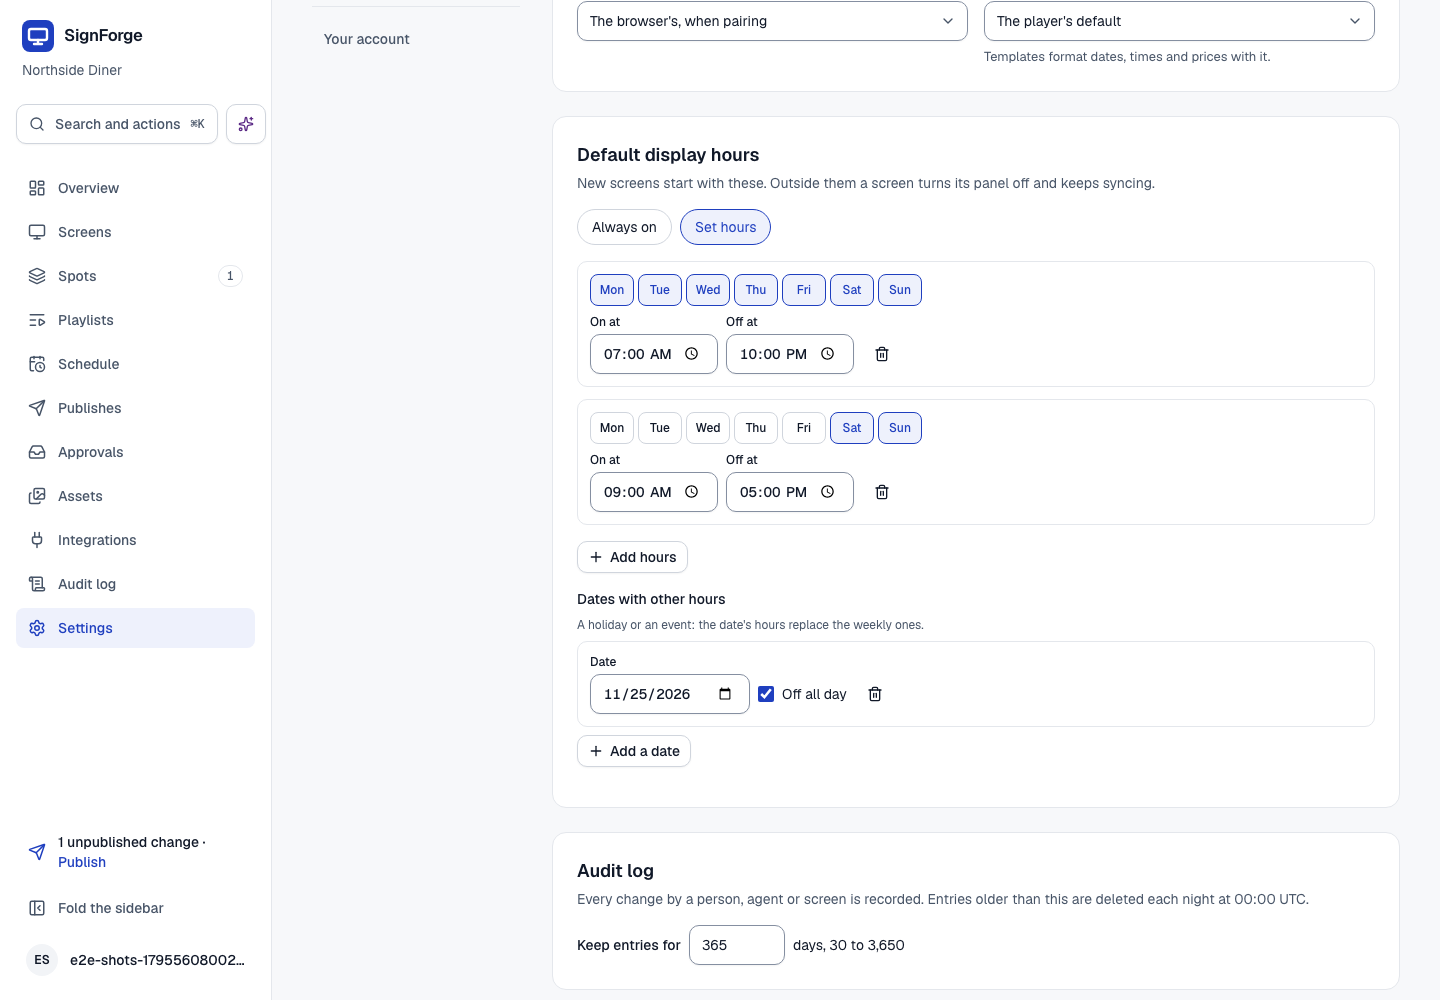 SignForge
Northside Diner
Search and actions ⌘K
Overview
Screens
Spots 1
Playlists
Schedule
Publishes
Approvals
Assets
Integrations
Audit log
Settings
1 unpublished change ·
Publish
Fold the sidebar
ES e2e-shots-17955608002...
Your account
The browser's, when pairing
The player's default
Templates format dates, times and prices with it.
Default display hours
New screens start with these. Outside them a screen turns its panel off and keeps syncing.
Always on Set hours
Mon Tue Wed Thu Fri Sat Sun
On at Off at
07:00 AM 10:00 PM
Mon Tue Wed Thu Fri Sat Sun
On at Off at
09:00 AM 05:00 PM
Add hours
Dates with other hours
A holiday or an event: the date's hours replace the weekly ones.
Date
11/25/2026 Off all day
Add a date
Audit log
Every change by a person, agent or screen is recorded. Entries older than this are deleted each night at 00:00 UTC.
Keep entries for 365 days, 30 to 3,650